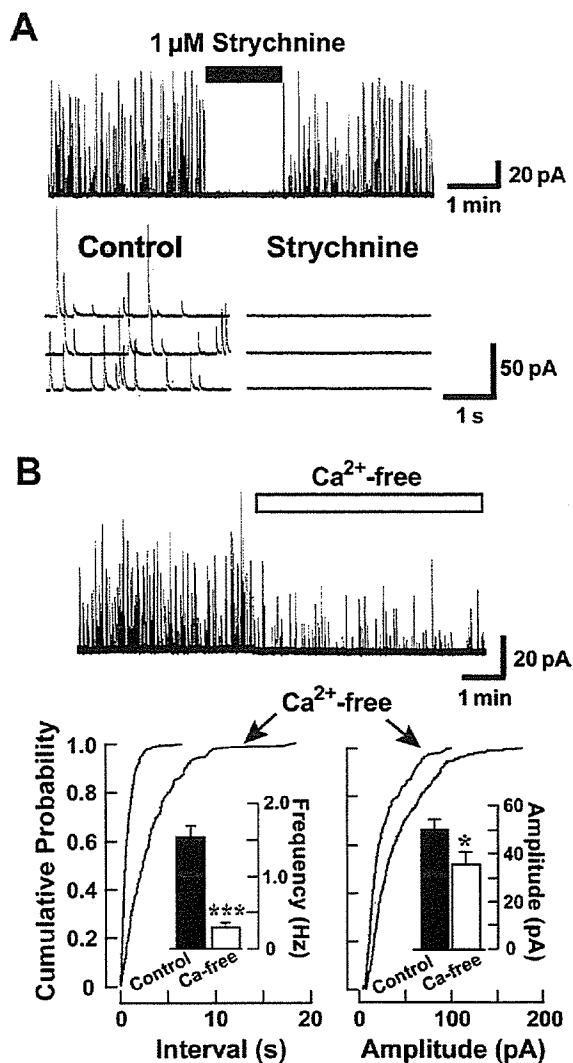 A
1 µM Strychnine
20 pA
1 min
Control
Strychnine
50 pA
1 s
B
Ca²⁺-free
20 pA
1 min
Ca²⁺-free
Cumulative Probability
1.0
0.8
0.6
0.4
0.2
0
2.0
1.0
0
Frequency (Hz)
***
Control
Ca-free
0
10
20
Interval (s)
60
40
20
0
Amplitude (pA)
*
Control
Ca-free
0
100
200
Amplitude (pA)